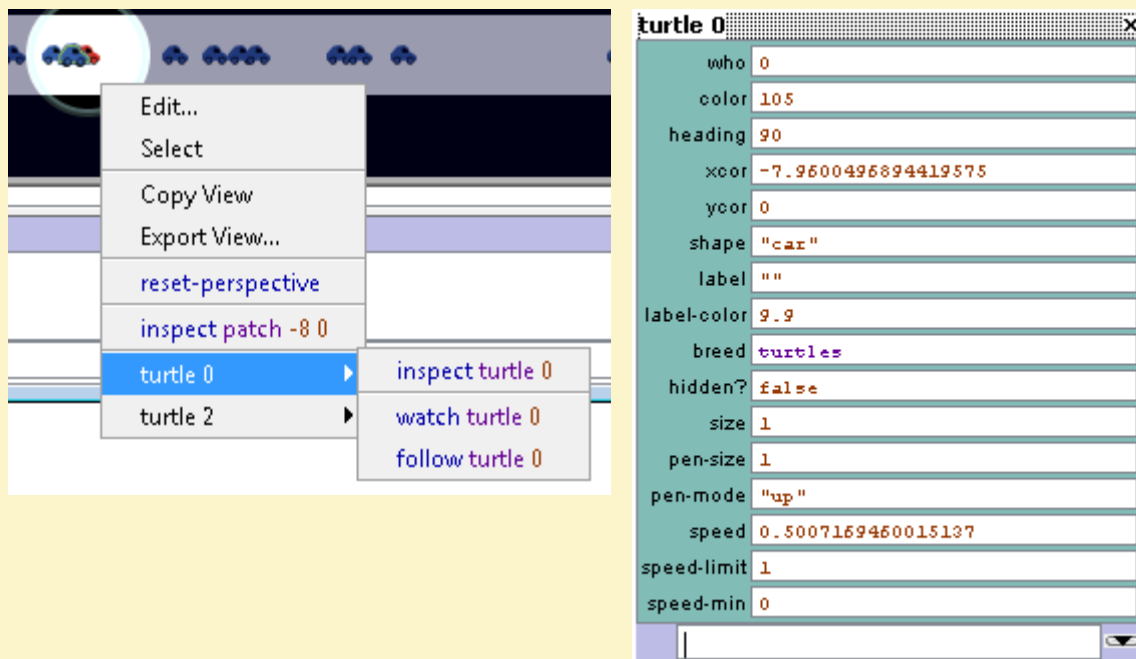 Edit...
Select
Copy View
Export View...
reset-perspective
inspect patch -8 0
turtle 0
turtle 2
inspect turtle 0
watch turtle 0
follow turtle 0
turtle 0
who 0
color 105
heading 90
xcor -7.9600496894419575
ycor 0
shape "car"
label ""
label-color 9.9
breed turtles
hidden? false
size 1
pen-size 1
pen-mode "up"
speed 0.5007169460015137
speed-limit 1
speed-min 0